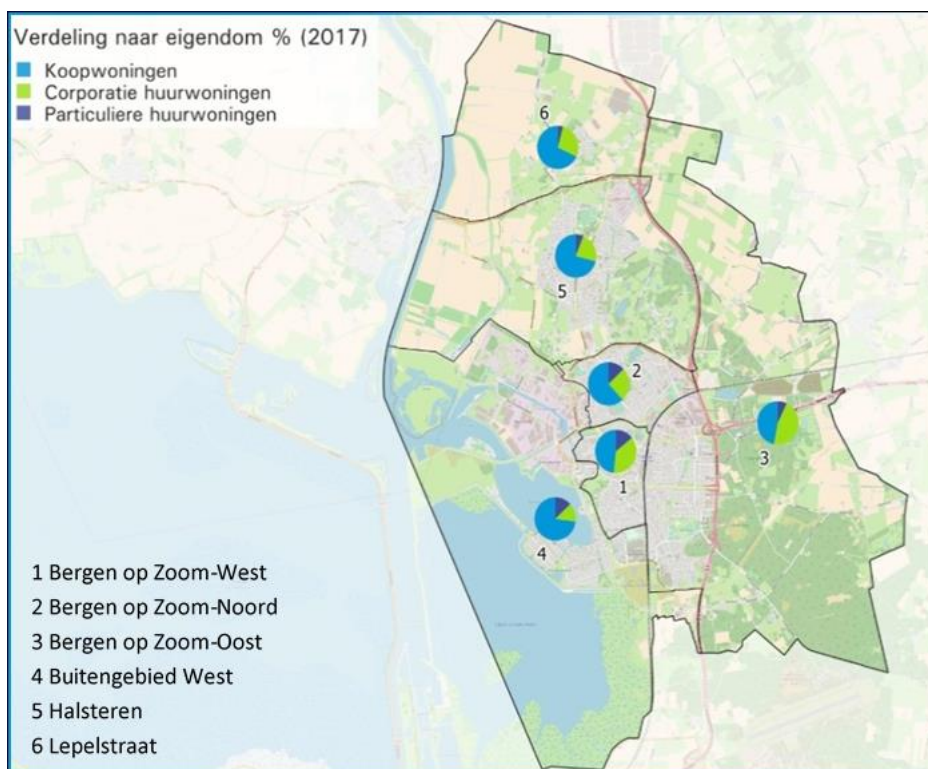 Verdeling naar eigendom % (2017)
Koopwoningen
Corporatie huurwoningen
Particuliere huurwoningen
6
5
2
3
1
4
1 Bergen op Zoom-West
2 Bergen op Zoom-Noord
3 Bergen op Zoom-Oost
4 Buitengebied West
5 Halsteren
6 Lepelstraat